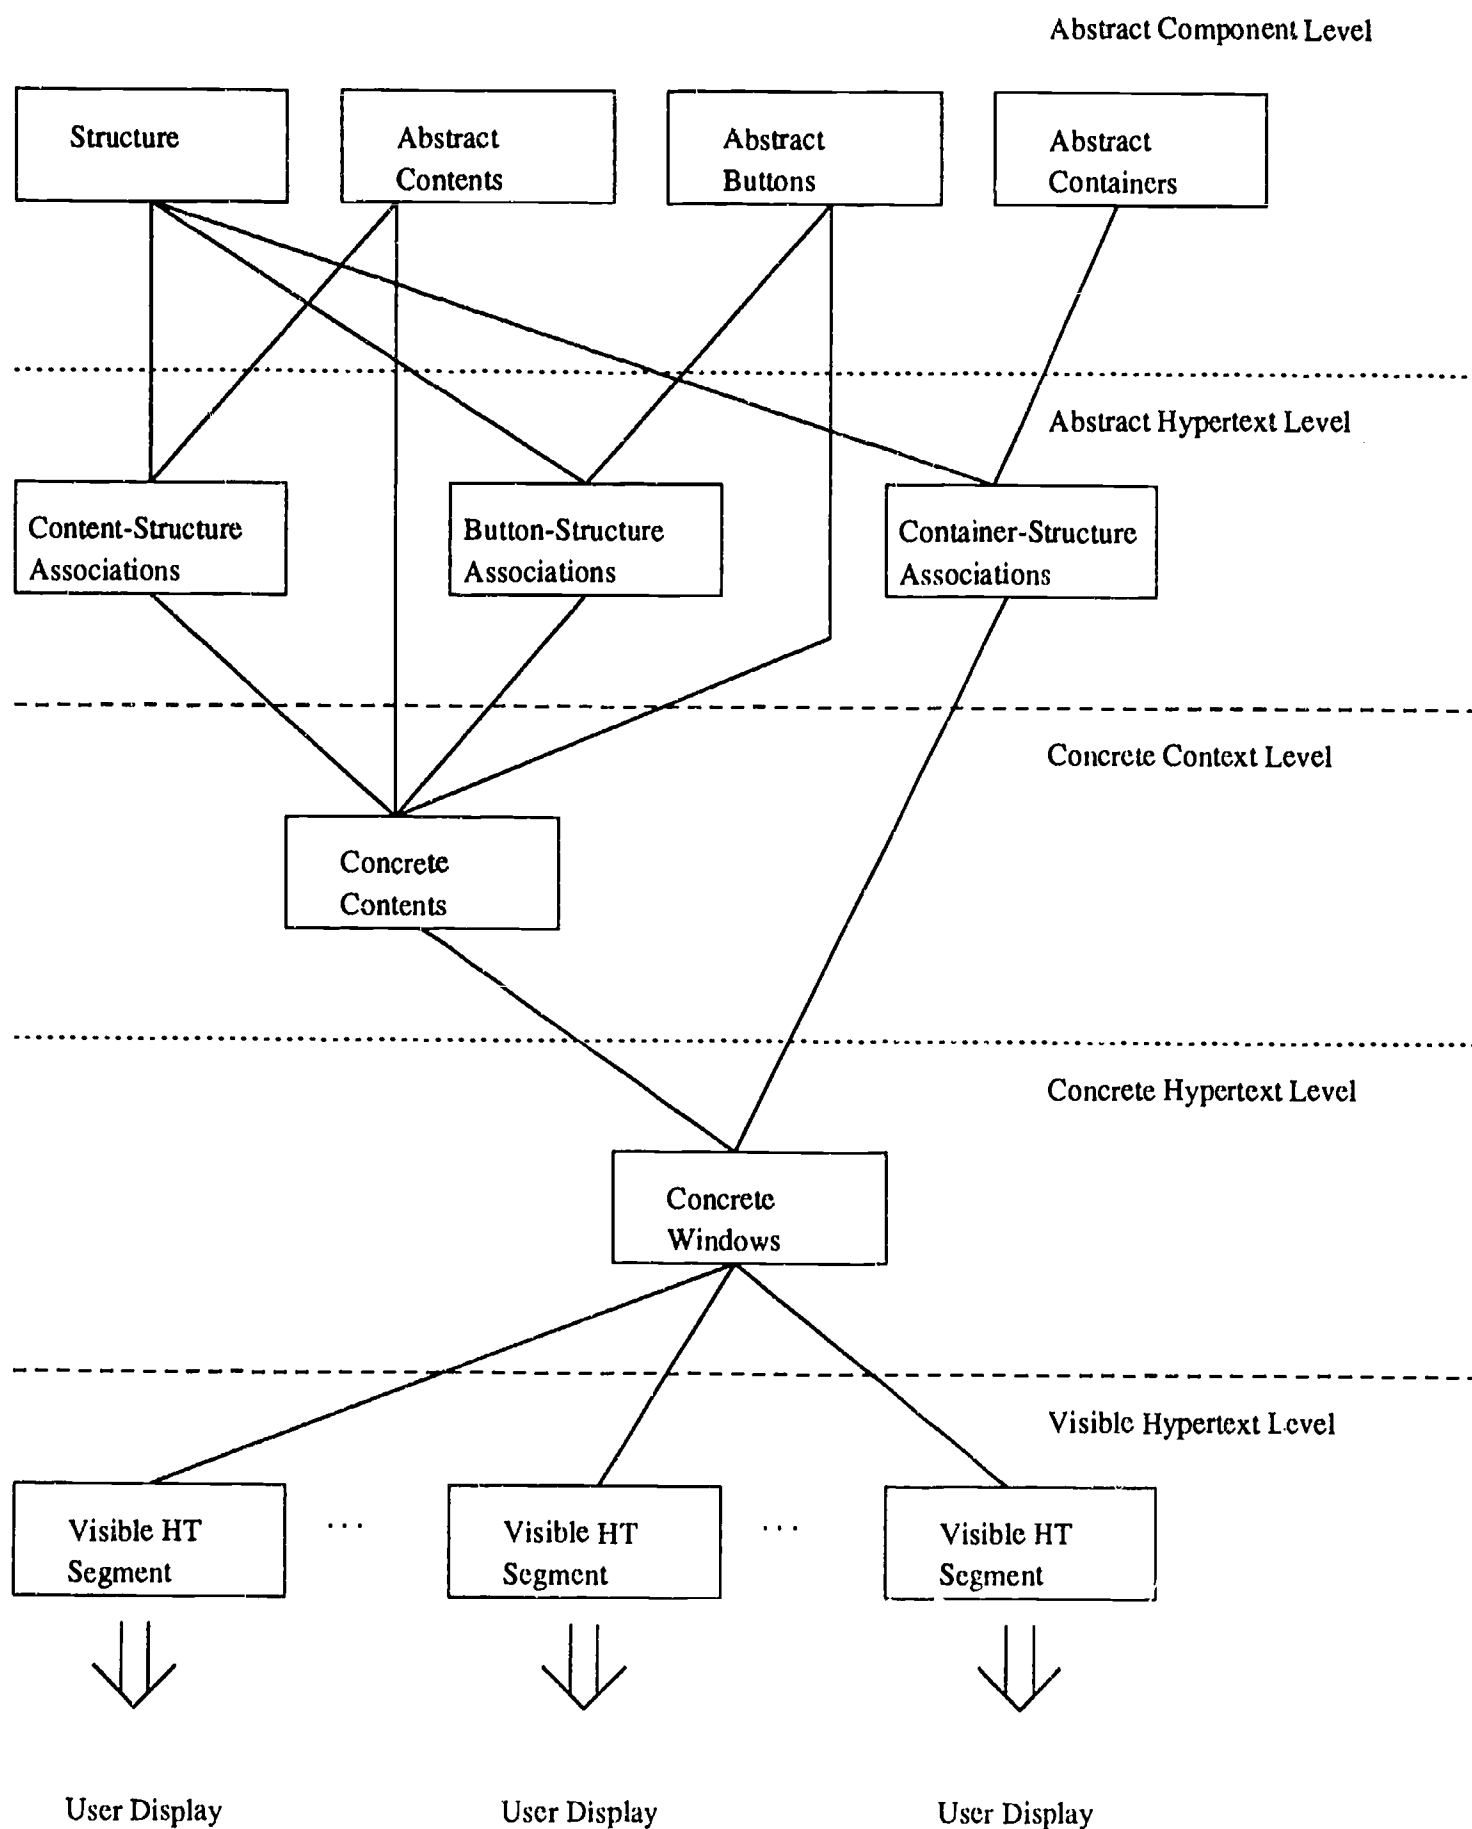 Abstract Component Level
Structure
Abstract
Contents
Abstract
Buttons
Abstract
Containers
Abstract Hypertext Level
Content-Structure
Associations
Button-Structure
Associations
Container-Structure
Associations
Concrete Context Level
Concrete
Contents
Concrete Hypertext Level
Concrete
Windows
Visible Hypertext Level
Visible HT
Segment
...
Visible HT
Segment
...
Visible HT
Segment
User Display
User Display
User Display